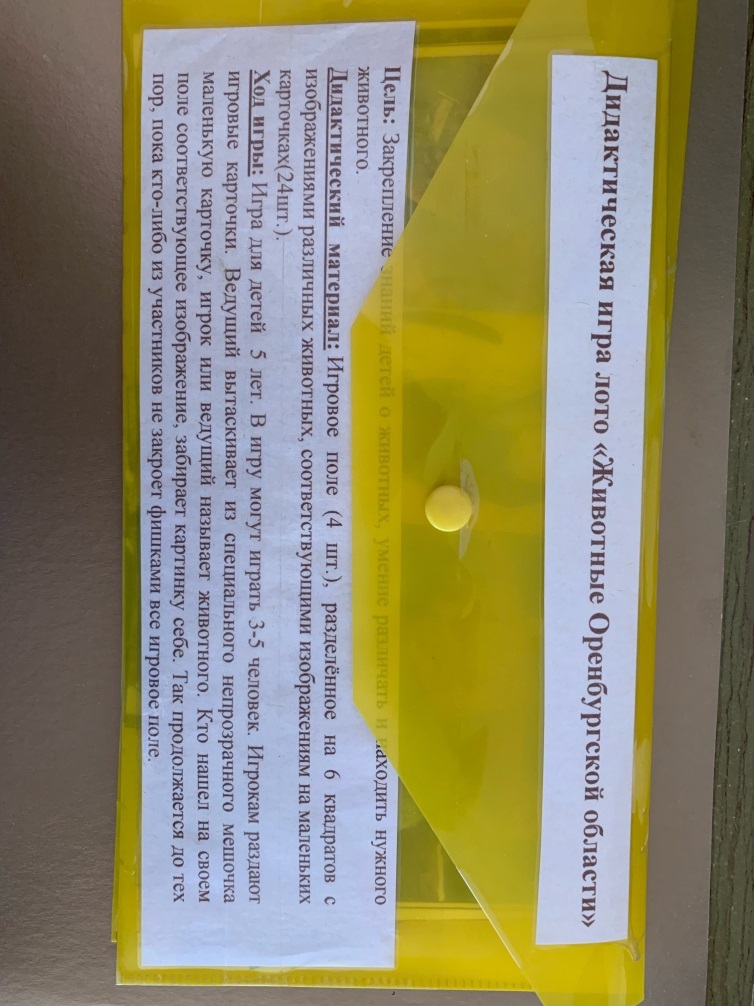 Дидактическая игра лото «Животные Оренбургской области»
Цель: Закрепление знаний детей о животных, умение различать и находить нужного
животного.
Дидактический материал: Игровое поле (4 шт.), разделённое на 6 квадратов с
изображениями различных животных, соответствующими изображениям на маленьких
карточках(24шт.).
Ход игры: Игра для детей 5 лет. В игру могут играть 3-5 человек. Игрокам раздают
игровые карточки. Ведущий вытаскивает из специального непрозрачного мешочка
маленькую карточку, игрок или ведущий называет животного. Кто нашел на своем
поле соответствующее изображение, забирает картинку себе. Так продолжается до тех
пор, пока кто-либо из участников не закроет фишками все игровое поле.